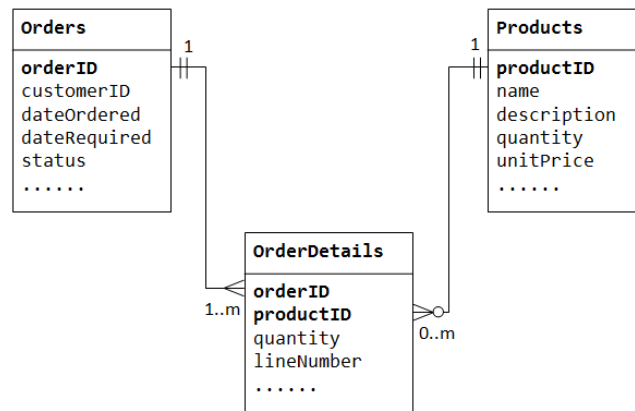 Orders
orderID
customerID
dateOrdered
dateRequired
status
......
1
1
Products
productID
name
description
quantity
unitPrice
......
OrderDetails
orderID
productID
quantity
lineNumber
......
1..m
0..m